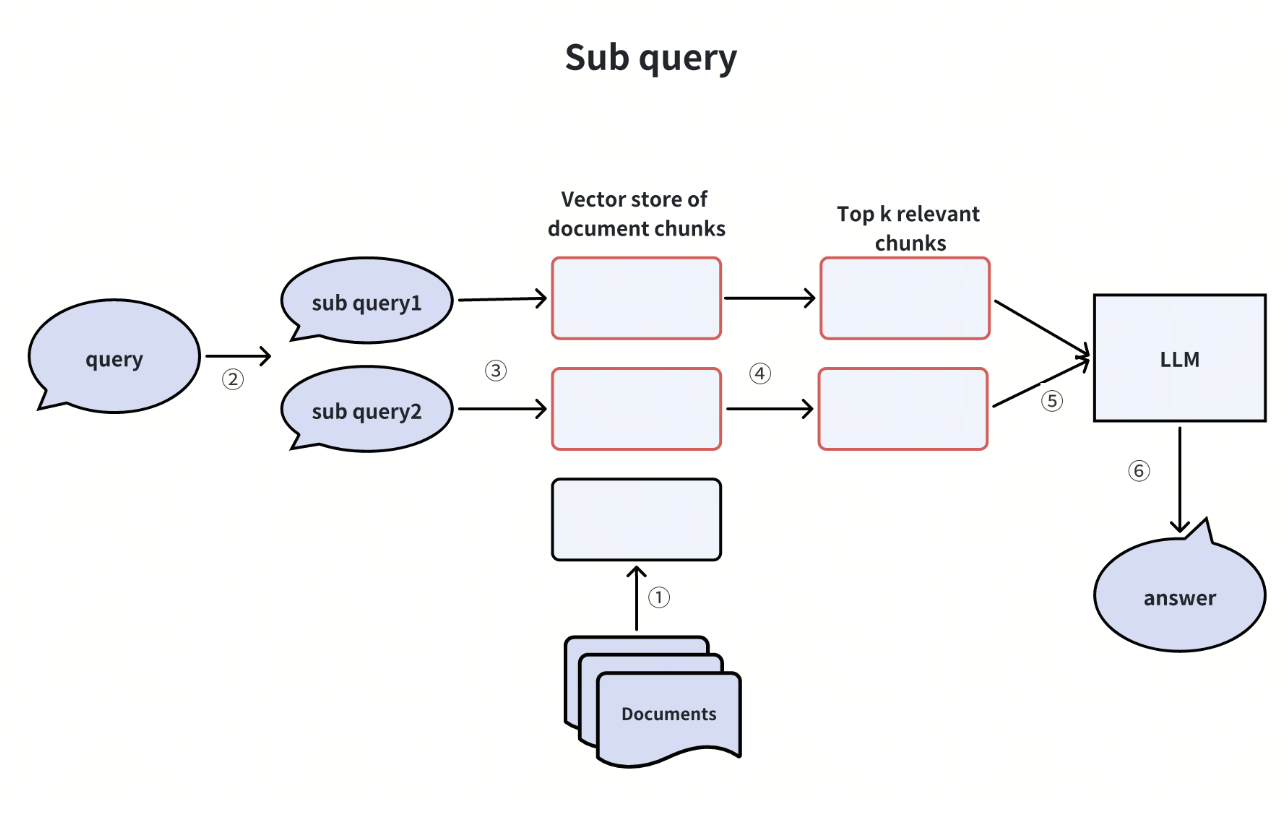 Sub query
Vector store of
document chunks
Top k relevant
chunks
sub query1
query
②
sub query2
③
④
⑤
LLM
⑥
①
answer
Documents